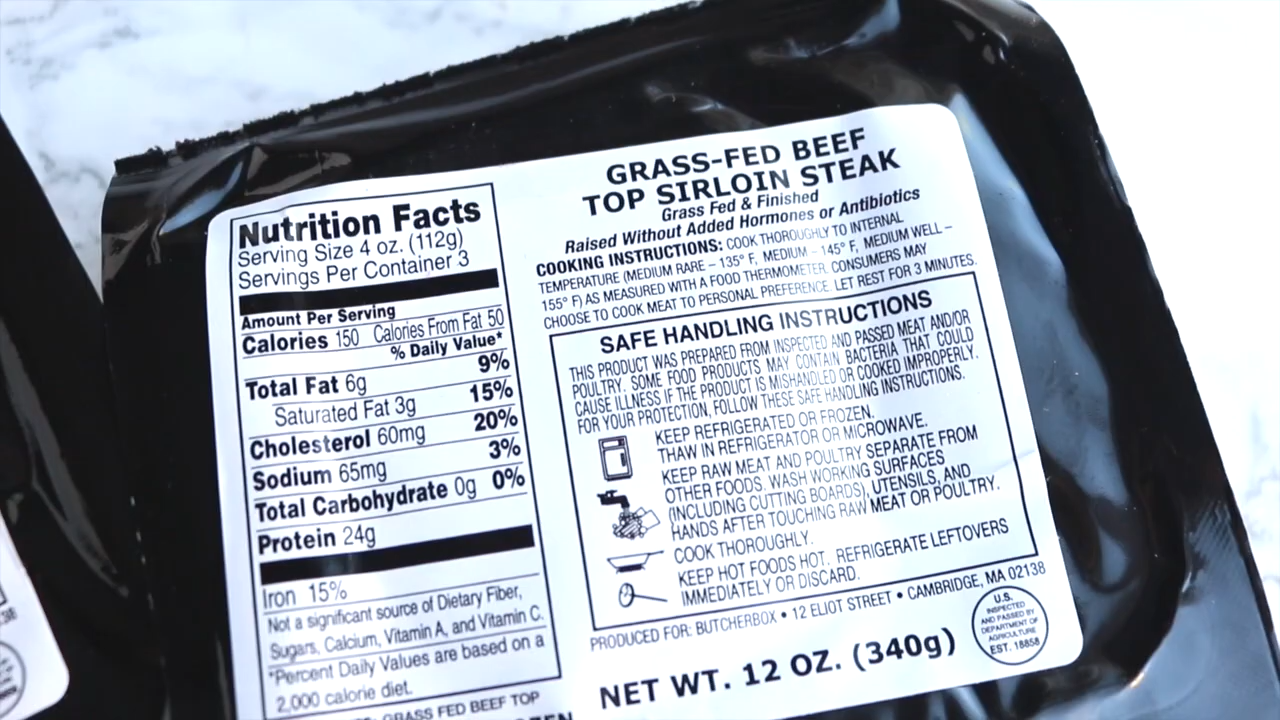 Nutrition Facts
Serving Size 4 oz. (112g)
Servings Per Container 3
Amount Per Serving
Calories 150 Calories From Fat 50
% Daily Value*
Total Fat 6g 9%
Saturated Fat 3g 15%
Cholesterol 60mg 20%
Sodium 65mg 3%
Total Carbohydrate 0g 0%
Protein 24g
Iron 15%
Not a significant source of Dietary Fiber,
Sugars, Calcium, Vitamin A, and Vitamin C.
*Percent Daily Values are based on a
2,000 calorie diet.
GRASS FED BEEF TOP
GRASS-FED BEEF
TOP SIRLOIN STEAK
Grass Fed & Finished
Raised Without Added Hormones or Antibiotics
COOKING INSTRUCTIONS: COOK THOROUGHLY TO INTERNAL
TEMPERATURE (MEDIUM RARE – 135° F, MEDIUM – 145° F, MEDIUM WELL –
155° F) AS MEASURED WITH A FOOD THERMOMETER. CONSUMERS MAY
CHOOSE TO COOK MEAT TO PERSONAL PREFERENCE. LET REST FOR 3 MINUTES.
SAFE HANDLING INSTRUCTIONS
THIS PRODUCT WAS PREPARED FROM INSPECTED AND PASSED MEAT AND/OR
POULTRY. SOME FOOD PRODUCTS MAY CONTAIN BACTERIA THAT COULD
CAUSE ILLNESS IF THE PRODUCT IS MISHANDLED OR COOKED IMPROPERLY.
FOR YOUR PROTECTION, FOLLOW THESE SAFE HANDLING INSTRUCTIONS.
KEEP REFRIGERATED OR FROZEN.
THAW IN REFRIGERATOR OR MICROWAVE.
KEEP RAW MEAT AND POULTRY SEPARATE FROM
OTHER FOODS. WASH WORKING SURFACES
(INCLUDING CUTTING BOARDS), UTENSILS, AND
HANDS AFTER TOUCHING RAW MEAT OR POULTRY.
COOK THOROUGHLY.
KEEP HOT FOODS HOT. REFRIGERATE LEFTOVERS
IMMEDIATELY OR DISCARD.
PRODUCED FOR: BUTCHERBOX • 12 ELIOT STREET • CAMBRIDGE, MA 02138
NET WT. 12 OZ. (340g)
U.S.
INSPECTED
AND PASSED BY
DEPARTMENT OF
AGRICULTURE
EST. 18858